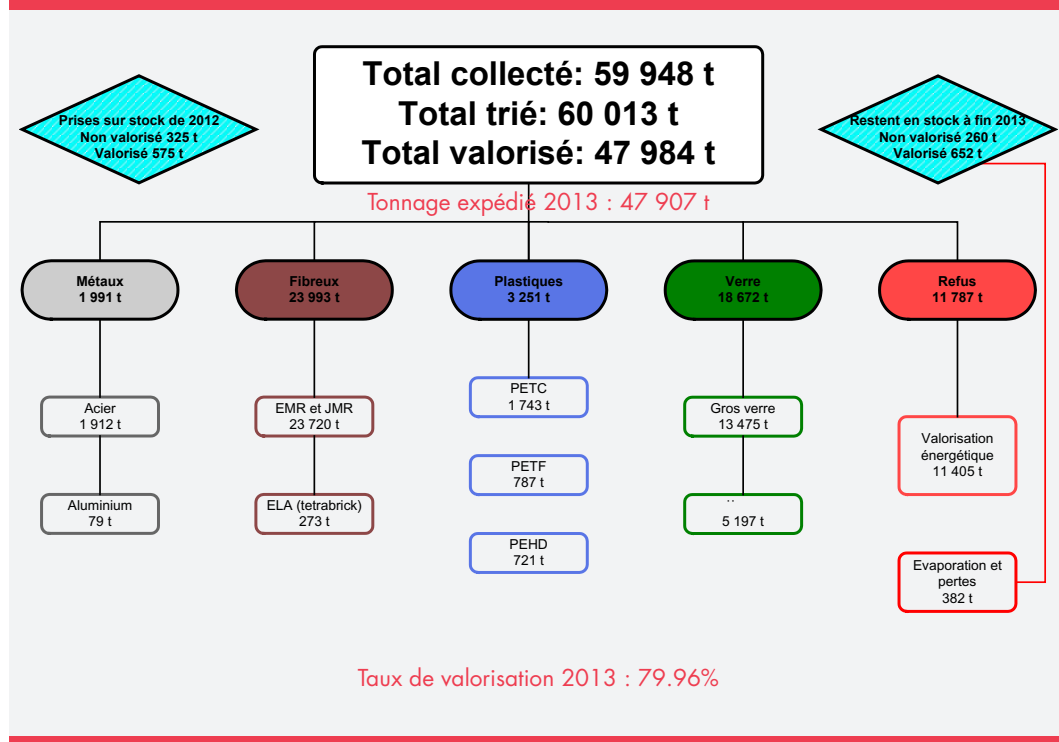 Total collecté: 59 948 t
Total trié: 60 013 t
Total valorisé: 47 984 t
Prises sur stock de 2012
Non valorisé 325 t
Valorisé 575 t
Restent en stock à fin 2013
Non valorisé 260 t
Valorisé 652 t
Tonnage expédié 2013 : 47 907 t
Métaux
1 991 t
Fibreux
23 993 t
Plastiques
3 251 t
Verre
18 672 t
Refus
11 787 t
Acier
1 912 t
Aluminium
79 t
EMR et JMR
23 720 t
ELA (tetrabrick)
273 t
PETC
1 743 t
PETF
787 t
PEHD
721 t
Gros verre
13 475 t
5 197 t
Valorisation
énergétique
11 405 t
Evaporation et
pertes
382 t
Taux de valorisation 2013 : 79.96%